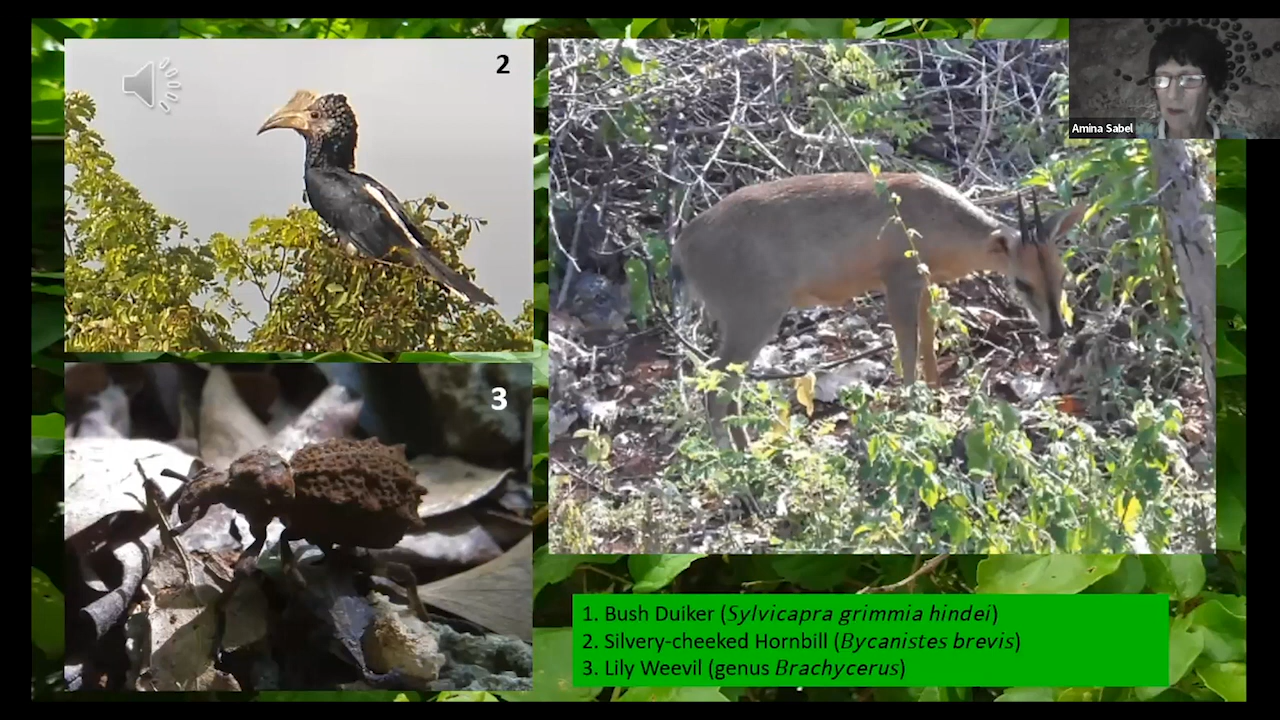 2
Amina Sabel
3
1. Bush Duiker (Sylvicapra grimmia hindei)
2. Silvery-cheeked Hornbill (Bycanistes brevis)
3. Lily Weevil (genus Brachycerus)